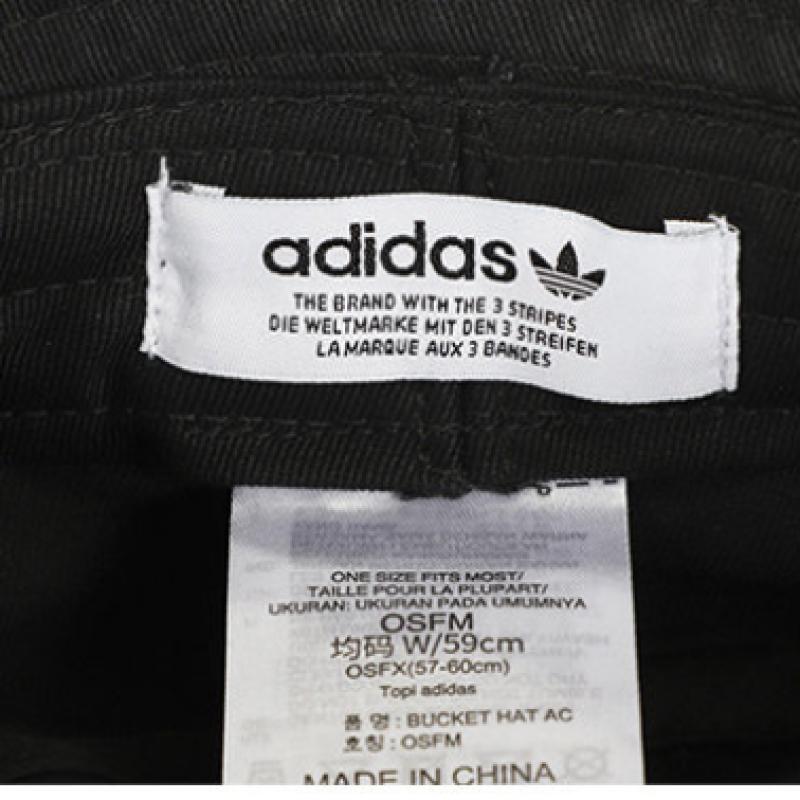 adidas
THE BRAND WITH THE 3 STRIPES
DIE WELTMARKE MIT DEN 3 STREIFEN
LA MARQUE AUX 3 BANDES
ONE SIZE FITS MOST/
TAILLE POUR LA PLUPART/
UKURAN: UKURAN PADA UMUMNYA
OSFM
均码 W/59cm
OSFX(57-60cm)
Topi adidas
품 명 : BUCKET HAT AC
호칭 : OSFM
MADE IN CHINA